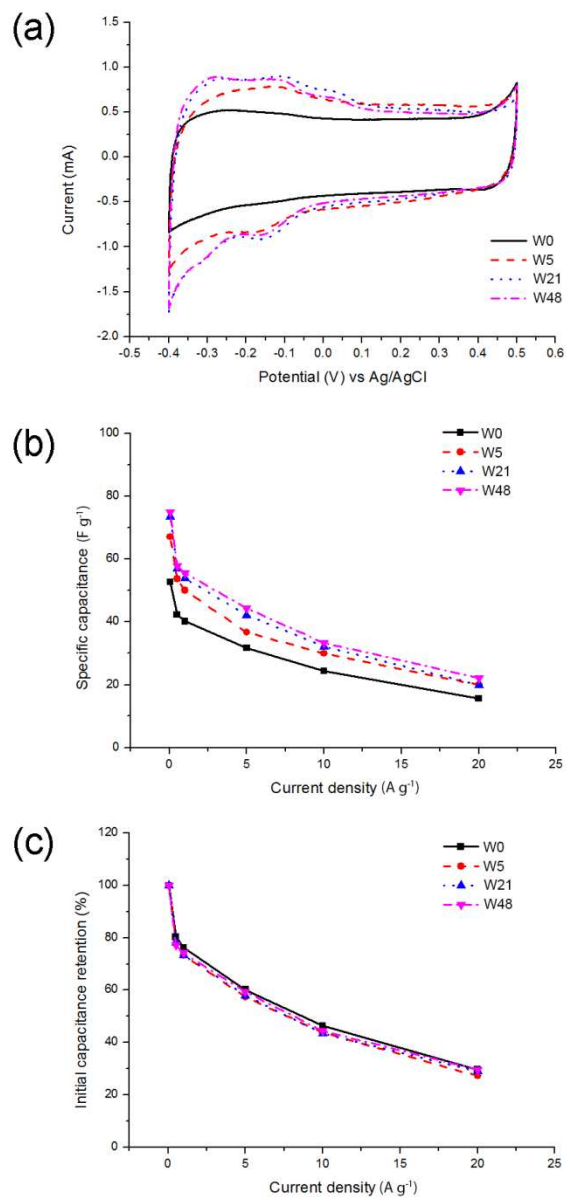 (a)
1.5
1.0
0.5
0.0
-0.5
-1.0
-1.5
-2.0
Current (mA)
W0
W5
W21
W48
-0.5 -0.4 -0.3 -0.2 -0.1 0.0 0.1 0.2 0.3 0.4 0.5 0.6
Potential (V) vs Ag/AgCl
(b)
100
80
60
40
20
0
Specific capacitance (F g⁻¹)
W0
W5
W21
W48
0 5 10 15 20 25
Current density (A g⁻¹)
(c)
120
100
80
60
40
20
0
Initial capacitance retention (%)
W0
W5
W21
W48
0 5 10 15 20 25
Current density (A g⁻¹)